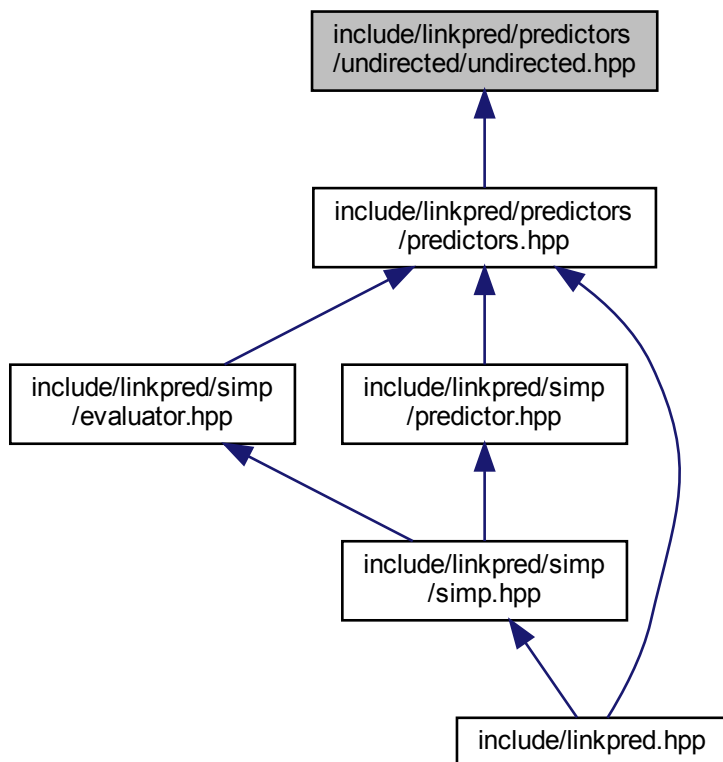 include/linkpred/predictors
/undirected/undirected.hpp
include/linkpred/predictors
/predictors.hpp
include/linkpred/simp
/evaluator.hpp
include/linkpred/simp
/predictor.hpp
include/linkpred/simp
/simp.hpp
include/linkpred.hpp